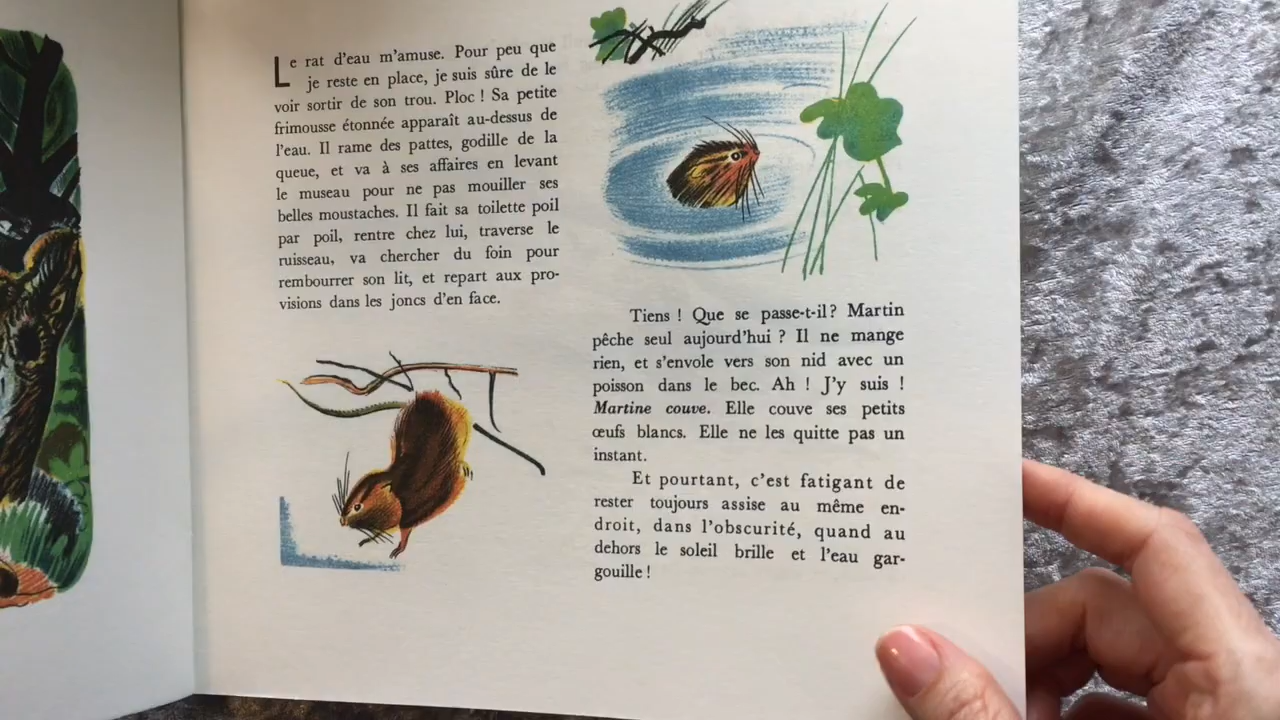 Le rat d'eau m'amuse. Pour peu que
je reste en place, je suis sûre de le
voir sortir de son trou. Ploc ! Sa petite
frimousse étonnée apparaît au-dessus de
l'eau. Il rame des pattes, godille de la
queue, et va à ses affaires en levant
le museau pour ne pas mouiller ses
belles moustaches. Il fait sa toilette poil
par poil, rentre chez lui, traverse le
ruisseau, va chercher du foin pour
rembourrer son lit, et repart aux pro-
visions dans les joncs d'en face.
Tiens ! Que se passe-t-il ? Martin
pêche seul aujourd'hui ? Il ne mange
rien, et s'envole vers son nid avec un
poisson dans le bec. Ah ! J'y suis !
Martine couve. Elle couve ses petits
œufs blancs. Elle ne les quitte pas un
instant.
Et pourtant, c'est fatigant de
rester toujours assise au même en-
droit, dans l'obscurité, quand au
dehors le soleil brille et l'eau gar-
gouille !